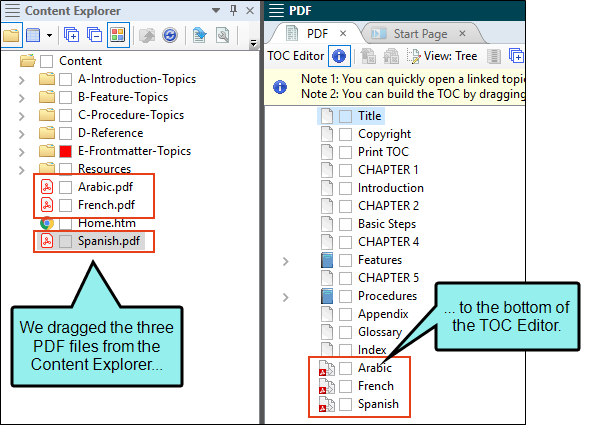 Content Explorer
Content
A-Introduction-Topics
B-Feature-Topics
C-Procedure-Topics
D-Reference
E-Frontmatter-Topics
Resources
Arabic.pdf
French.pdf
Home.htm
Spanish.pdf
We dragged the three
PDF files from the
Content Explorer...
PDF
PDF
Start Page
TOC Editor
View: Tree
Note 1: You can quickly open a linked topi
Note 2: You can build the TOC by dragging
Title
Copyright
Print TOC
CHAPTER 1
Introduction
CHAPTER 2
Basic Steps
CHAPTER 4
Features
CHAPTER 5
Procedures
Appendix
Glossary
Index
Arabic
French
Spanish
... to the bottom of
the TOC Editor.